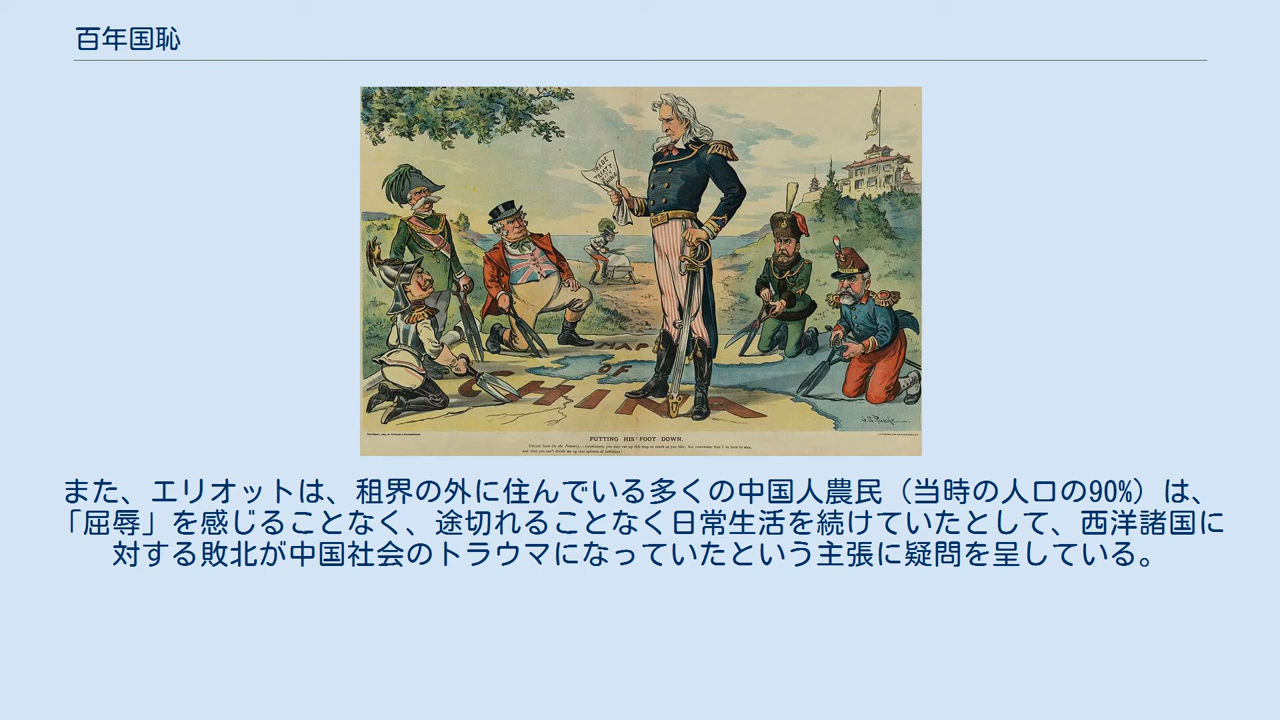 百年国恥
TRADE
TREATY
WITH
CHINA
MAP
OF
CHINA
PUTTING HIS FOOT DOWN.
また、エリオットは、租界の外に住んでいる多くの中国人農民（当時の人口の90%）は、
「屈辱」を感じることなく、途切れることなく日常生活を続けていたとして、西洋諸国に
対する敗北が中国社会のトラウマになっていたという主張に疑問を呈している。